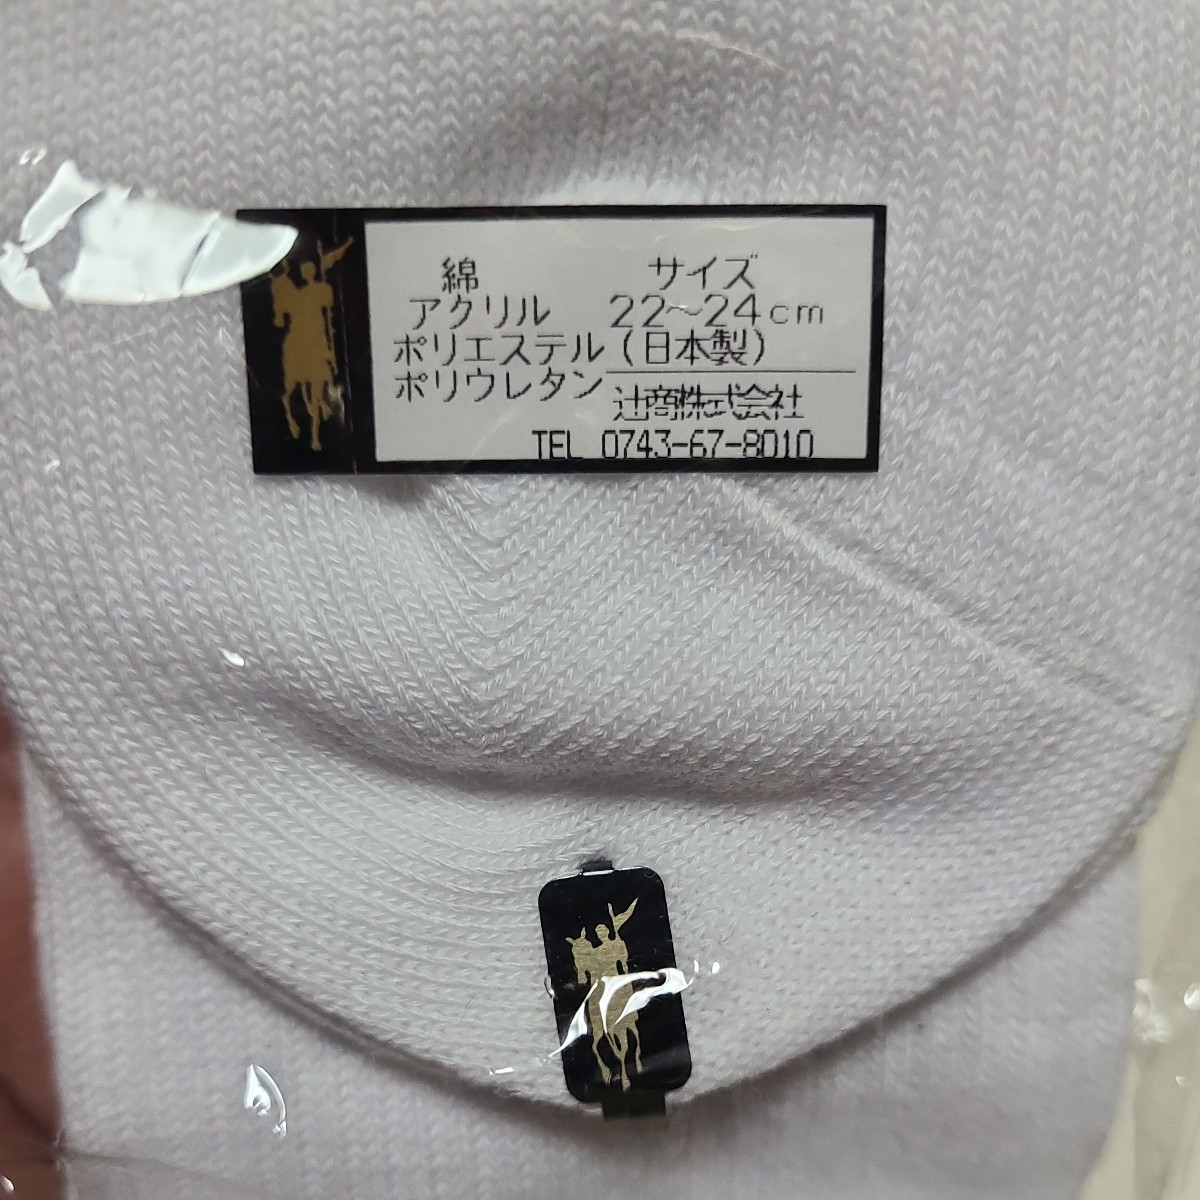 綿
アクリル
ポリエステル
ポリウレタン
サイズ
22～24cm
(日本製)
辻商株式会社
TEL 0743-67-8010